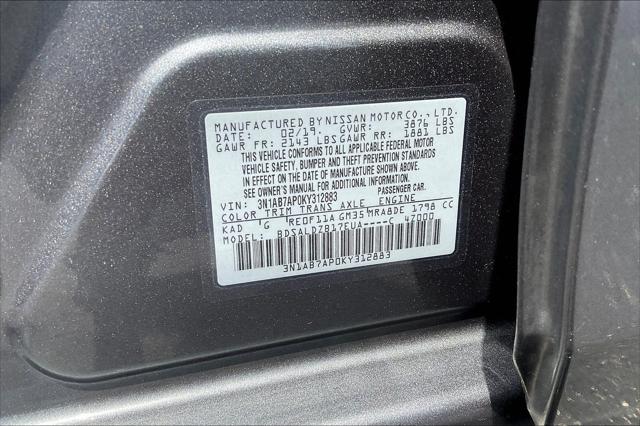 MANUFACTURED BY NISSAN MOTOR CO., LTD.
DATE: 02/19. GVWR: 3876 LBS
GAWR FR: 2143 LBS GAWR RR: 1881 LBS
THIS VEHICLE CONFORMS TO ALL APPLICABLE FEDERAL MOTOR
VEHICLE SAFETY, BUMPER AND THEFT PREVENTION STANDARDS
IN EFFECT ON THE DATE OF MANUFACTURE SHOWN ABOVE.
SEE OWNER'S MANUAL FOR ADDITIONAL INFORMATION.
VIN: 3N1AB7AP0KY312883 PASSENGER CAR.
COLOR TRIM TRANS AXLE ENGINE
KAD G RE0F11A GM35 MRA8DE 1798 CC
MODEL: BDSALDZB17EUA----C 4Z000
3N1AB7AP0KY312883